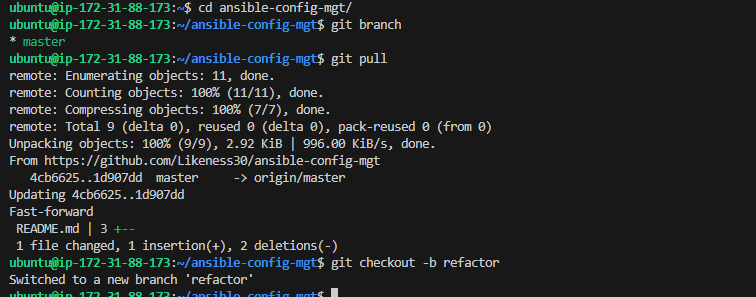 ubuntu@ip-172-31-88-173:~$ cd ansible-config-mgt/
ubuntu@ip-172-31-88-173:~/ansible-config-mgt$ git branch
* master
ubuntu@ip-172-31-88-173:~/ansible-config-mgt$ git pull
remote: Enumerating objects: 11, done.
remote: Counting objects: 100% (11/11), done.
remote: Compressing objects: 100% (7/7), done.
remote: Total 9 (delta 0), reused 0 (delta 0), pack-reused 0 (from 0)
Unpacking objects: 100% (9/9), 2.92 KiB | 996.00 KiB/s, done.
From https://github.com/Likeness30/ansible-config-mgt
   4cb6625..1d907dd  master     -> origin/master
Updating 4cb6625..1d907dd
Fast-forward
 README.md | 3 +--
 1 file changed, 1 insertion(+), 2 deletions(-)
ubuntu@ip-172-31-88-173:~/ansible-config-mgt$ git checkout -b refactor
Switched to a new branch 'refactor'
ubuntu@ip-172-31-88-173:~/ansible-config-mgt$